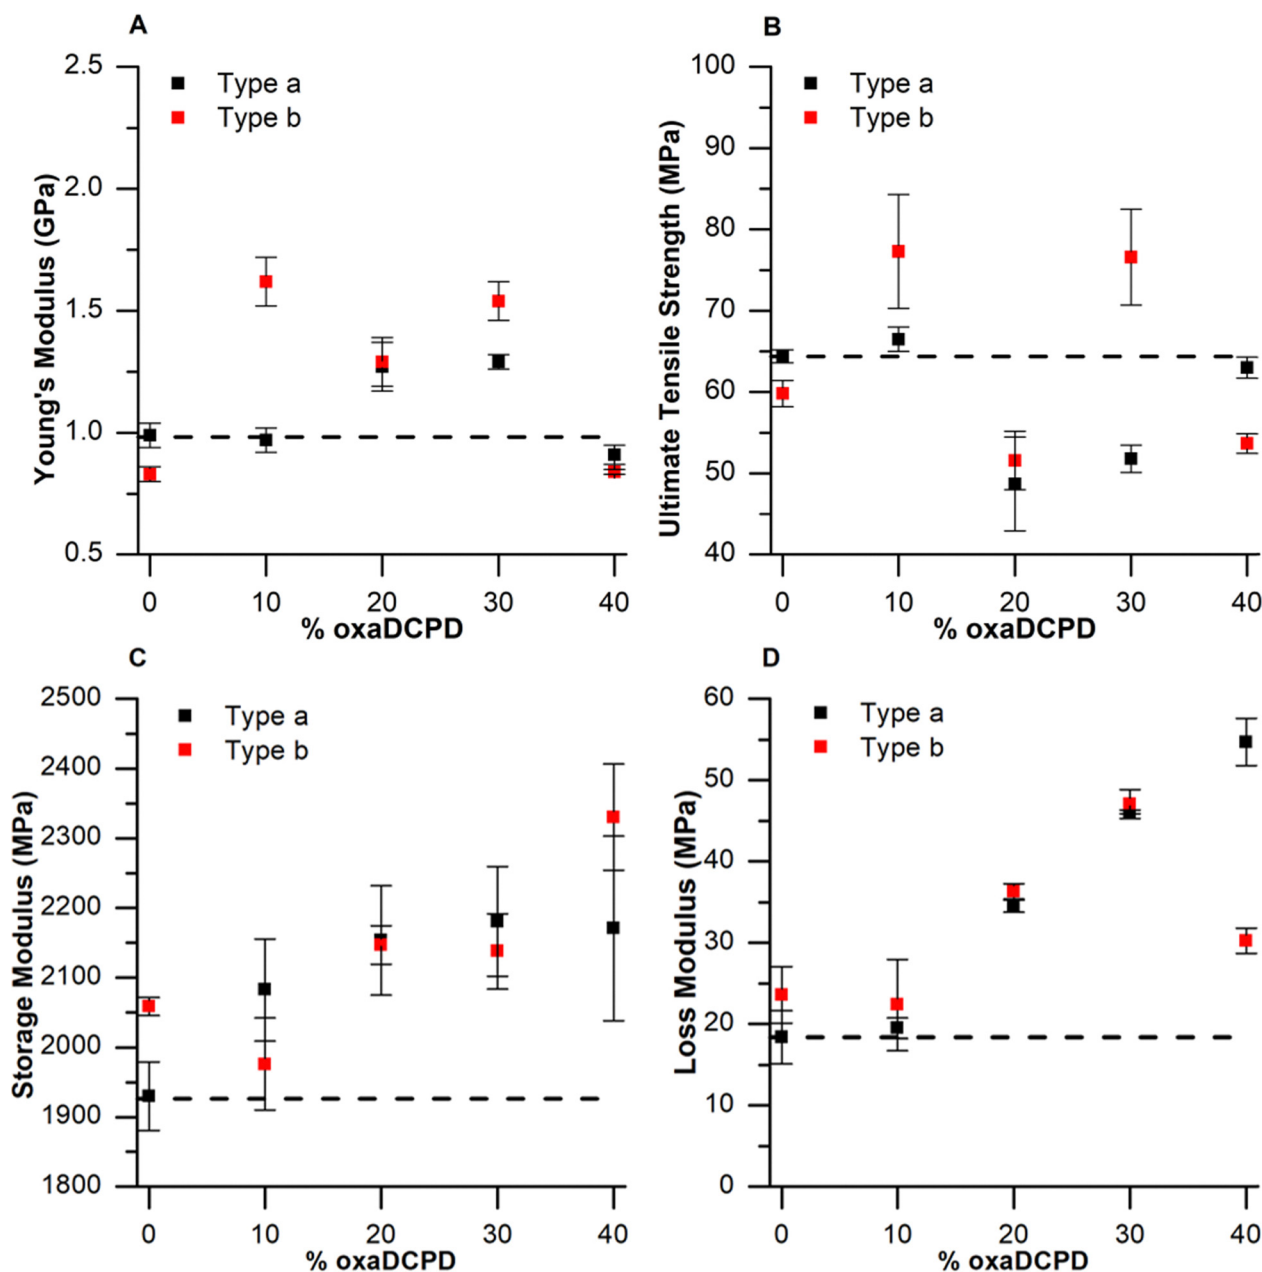 A
2.5
2.0
1.5
1.0
0.5
Young's Modulus (GPa)
Type a
Type b
0 10 20 30 40
% oxaDCPD
B
100
90
80
70
60
50
40
Ultimate Tensile Strength (MPa)
Type a
Type b
0 10 20 30 40
% oxaDCPD
C
2500
2400
2300
2200
2100
2000
1900
1800
Storage Modulus (MPa)
Type a
Type b
0 10 20 30 40
% oxaDCPD
D
60
50
40
30
20
10
0
Loss Modulus (MPa)
Type a
Type b
0 10 20 30 40
% oxaDCPD